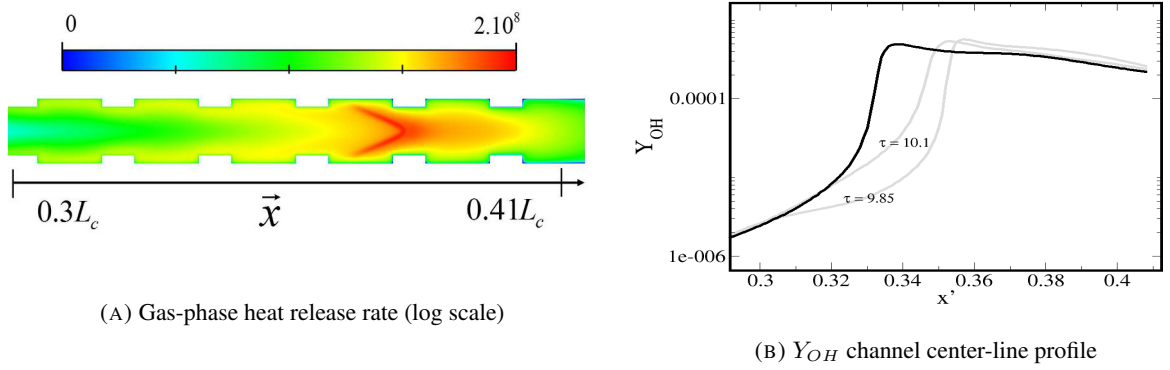 0
2.10⁸
0.3L_c
x⃗
0.41L_c
(A) Gas-phase heat release rate (log scale)
Y_OH
0.0001
1e-006
τ = 10.1
τ = 9.85
0.3
0.32
0.34
0.36
0.38
0.4
x'
(B) Y_OH channel center-line profile